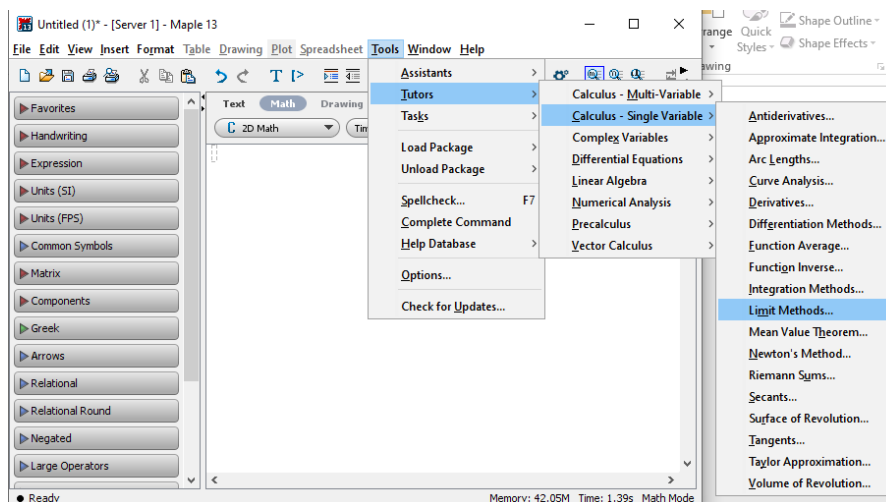 Untitled (1)* - [Server 1] - Maple 13
File Edit View Insert Format Table Drawing Plot Spreadsheet Tools Window Help
Text Math Drawing
C 2D Math
Favorites
Handwriting
Expression
Units (SI)
Units (FPS)
Common Symbols
Matrix
Components
Greek
Arrows
Relational
Relational Round
Negated
Large Operators
Ready
Memory: 42.05M Time: 1.39s Math Mode
Assistants
Tutors
Tasks
Load Package
Unload Package
Spellcheck... F7
Complete Command
Help Database
Options...
Check for Updates...
Calculus - Multi-Variable
Calculus - Single Variable
Complex Variables
Differential Equations
Linear Algebra
Numerical Analysis
Precalculus
Vector Calculus
Antiderivatives...
Approximate Integration...
Arc Lengths...
Curve Analysis...
Derivatives...
Differentiation Methods...
Function Average...
Function Inverse...
Integration Methods...
Limit Methods...
Mean Value Theorem...
Newton's Method...
Riemann Sums...
Secants...
Surface of Revolution...
Tangents...
Taylor Approximation...
Volume of Revolution...
Quick
Styles
Shape Outline
Shape Effects